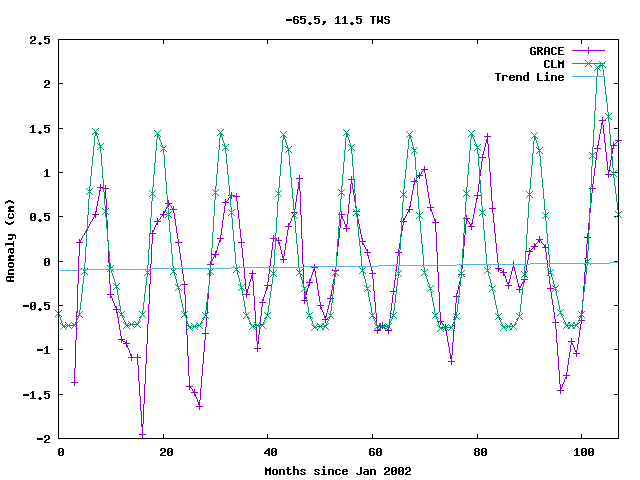 -65.5, 11.5 TWS
GRACE
CLM
Trend Line
2.5
2
1.5
1
0.5
0
-0.5
-1
-1.5
-2
Anomaly (cm)
0 20 40 60 80 100
Months since Jan 2002